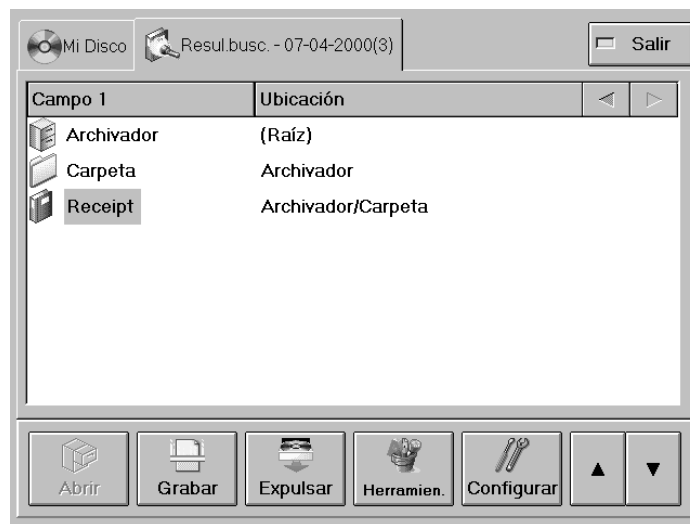 Mi Disco Resul.busc. - 07-04-2000(3) Salir
Campo 1 Ubicación
Archivador (Raíz)
Carpeta Archivador
Receipt Archivador/Carpeta
Abrir Grabar Expulsar Herramien. Configurar